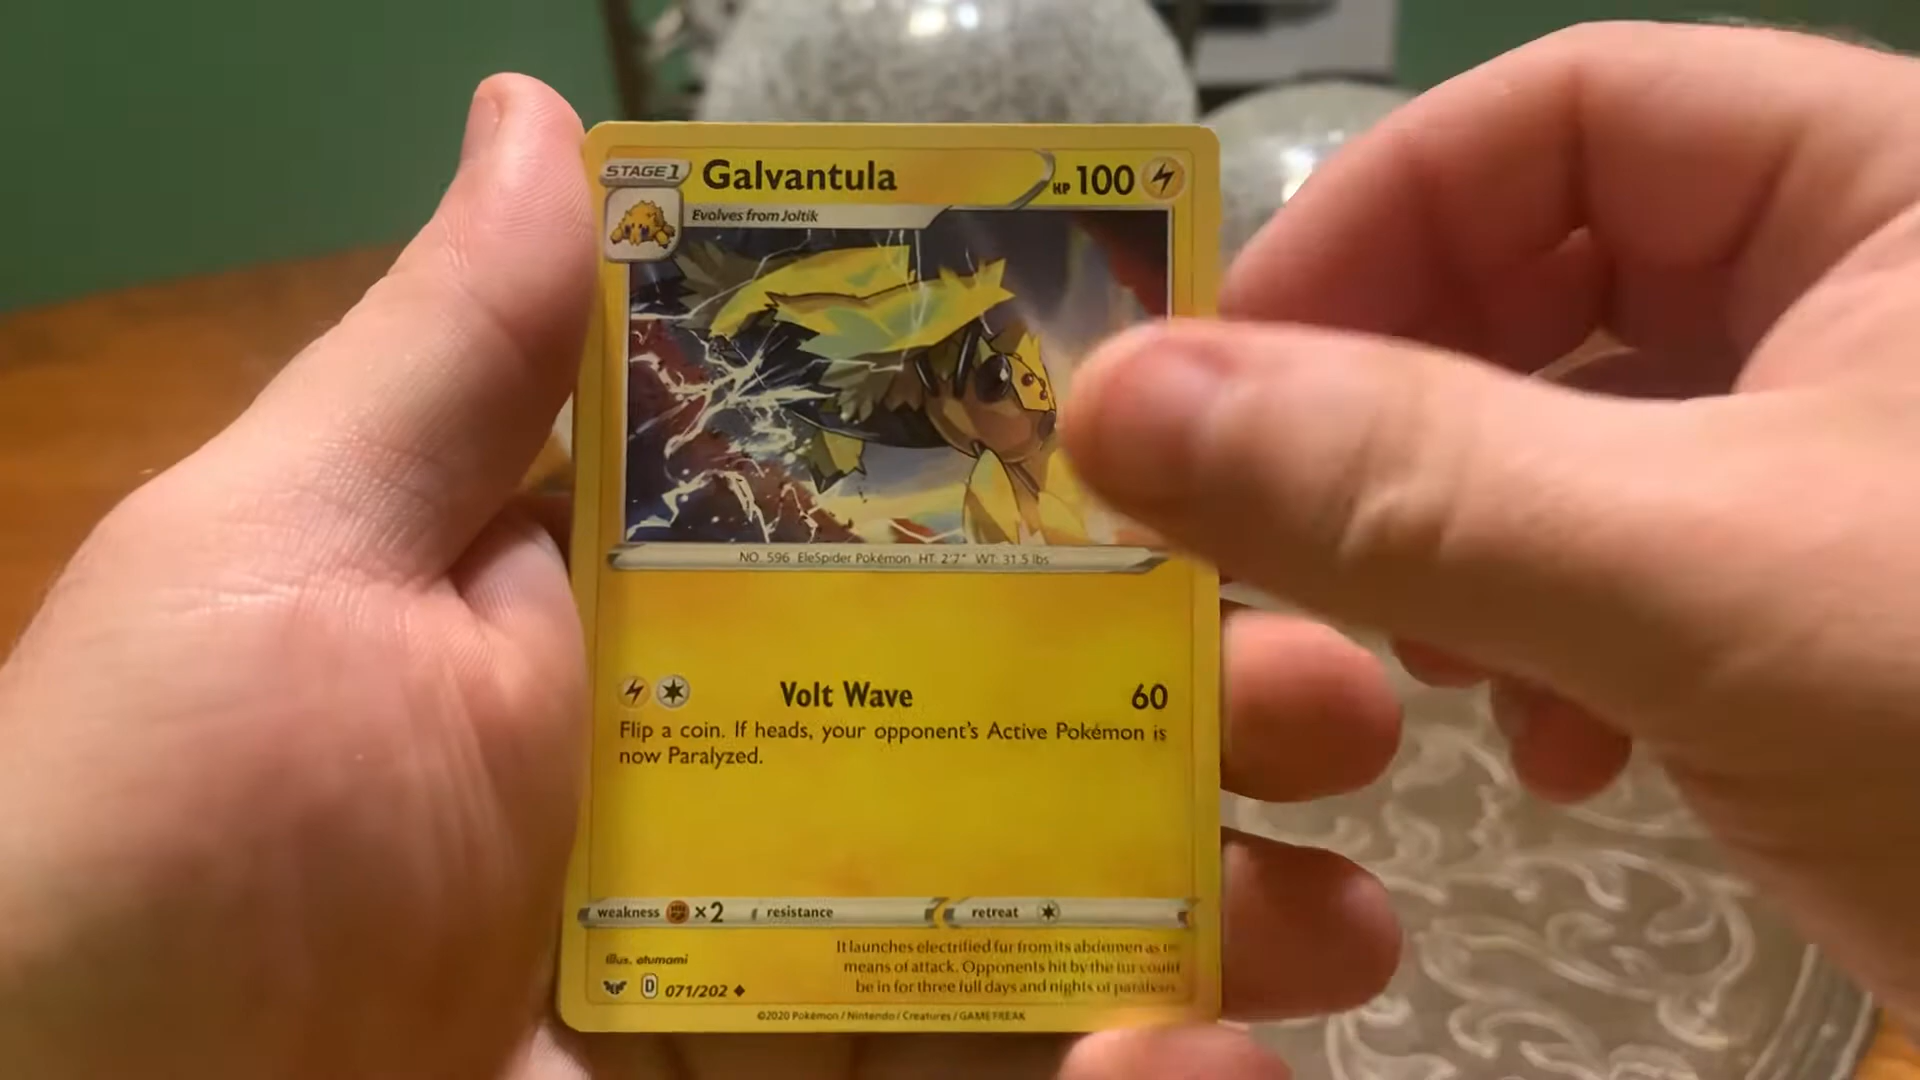 STAGE1 Galvantula HP 100
Evolves from Joltik
NO. 596 EleSpider Pokémon HT: 2'7" WT: 31.5 lbs
Volt Wave 60
Flip a coin. If heads, your opponent's Active Pokémon is
now Paralyzed.
weakness ×2 resistance retreat
It launches electrified fur from its abdomen as its
means of attack. Opponents hit by the fur could
be in for three full days and nights of paralysis.
illus. otumami
D 071/202
©2020 Pokémon / Nintendo / Creatures / GAME FREAK